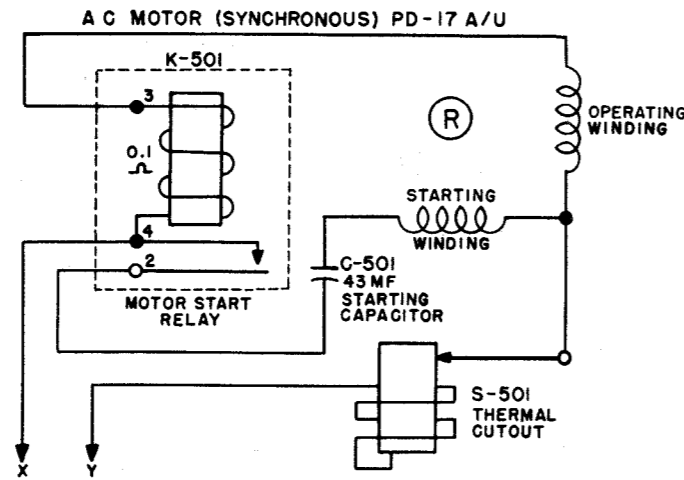 A C MOTOR (SYNCHRONOUS) PD-17 A/U
K-501
3
0.1
Ω
4
2
MOTOR START
RELAY
R
OPERATING
WINDING
STARTING
WINDING
C-501
43 MF
STARTING
CAPACITOR
S-501
THERMAL
CUTOUT
X
Y